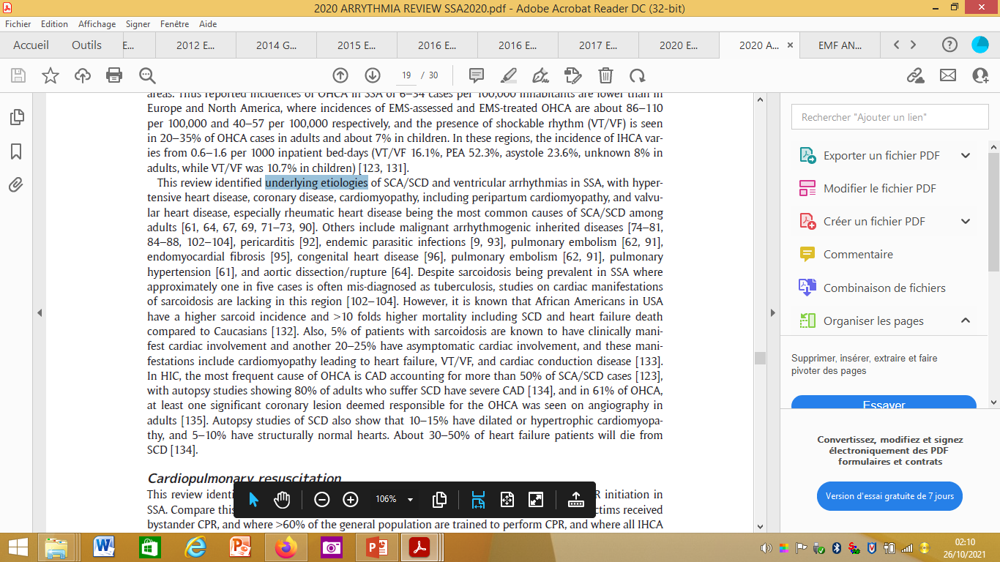 2020 ARRYTHMIA REVIEW SSA2020.pdf - Adobe Acrobat Reader DC (32-bit)
Fichier Edition Affichage Signer Fenêtre Aide
Accueil Outils E... 2012 E... 2014 G... 2015 E... 2016 E... 2016 E... 2017 E... 2020 E... 2020 A... × EMF AN...
19 / 30
areas. Thus reported incidences of OHCA in SSA of 6–34 cases per 100,000 inhabitants are lower than in
Europe and North America, where incidences of EMS-assessed and EMS-treated OHCA are about 86–110
per 100,000 and 40–57 per 100,000 respectively, and the presence of shockable rhythm (VT/VF) is seen
in 20–35% of OHCA cases in adults and about 7% in children. In these regions, the incidence of IHCA var-
ies from 0.6–1.6 per 1000 inpatient bed-days (VT/VF 16.1%, PEA 52.3%, asystole 23.6%, unknown 8% in
adults, while VT/VF was 10.7% in children) [123, 131].
This review identified underlying etiologies of SCA/SCD and ventricular arrhythmias in SSA, with hyper-
tensive heart disease, coronary disease, cardiomyopathy, including peripartum cardiomyopathy, and valvu-
lar heart disease, especially rheumatic heart disease being the most common causes of SCA/SCD among
adults [61, 64, 67, 69, 71–73, 90]. Others include malignant arrhythmogenic inherited diseases [74–81,
84–88, 102–104], pericarditis [92], endemic parasitic infections [9, 93], pulmonary embolism [62, 91],
endomyocardial fibrosis [95], congenital heart disease [96], pulmonary embolism [62, 91], pulmonary
hypertension [61], and aortic dissection/rupture [64]. Despite sarcoidosis being prevalent in SSA where
approximately one in five cases is often mis-diagnosed as tuberculosis, studies on cardiac manifestations
of sarcoidosis are lacking in this region [102–104]. However, it is known that African Americans in USA
have a higher sarcoid incidence and >10 folds higher mortality including SCD and heart failure death
compared to Caucasians [132]. Also, 5% of patients with sarcoidosis are known to have clinically mani-
fest cardiac involvement and another 20–25% have asymptomatic cardiac involvement, and these mani-
festations include cardiomyopathy leading to heart failure, VT/VF, and cardiac conduction disease [133].
In HIC, the most frequent cause of OHCA is CAD accounting for more than 50% of SCA/SCD cases [123],
with autopsy studies showing 80% of adults who suffer SCD have severe CAD [134], and in 61% of OHCA,
at least one significant coronary lesion deemed responsible for the OHCA was seen on angiography in
adults [135]. Autopsy studies of SCD also show that 10–15% have dilated or hypertrophic cardiomyopa-
thy, and 5–10% have structurally normal hearts. About 30–50% of heart failure patients will die from
SCD [134].
Cardiopulmonary resuscitation
This review identi R initiation in
SSA. Compare this ctims received
bystander CPR, and where >60% of the general population are trained to perform CPR, and where all IHCA
106%
Rechercher "Ajouter un lien"
Exporter un fichier PDF
Modifier le fichier PDF
Créer un fichier PDF
Commentaire
Combinaison de fichiers
Organiser les pages
Supprimer, insérer, extraire et faire
pivoter des pages
Essayer
Convertissez, modifiez et signez
électroniquement des PDF
formulaires et contrats
Version d'essai gratuite de 7 jours
02:10
26/10/2021